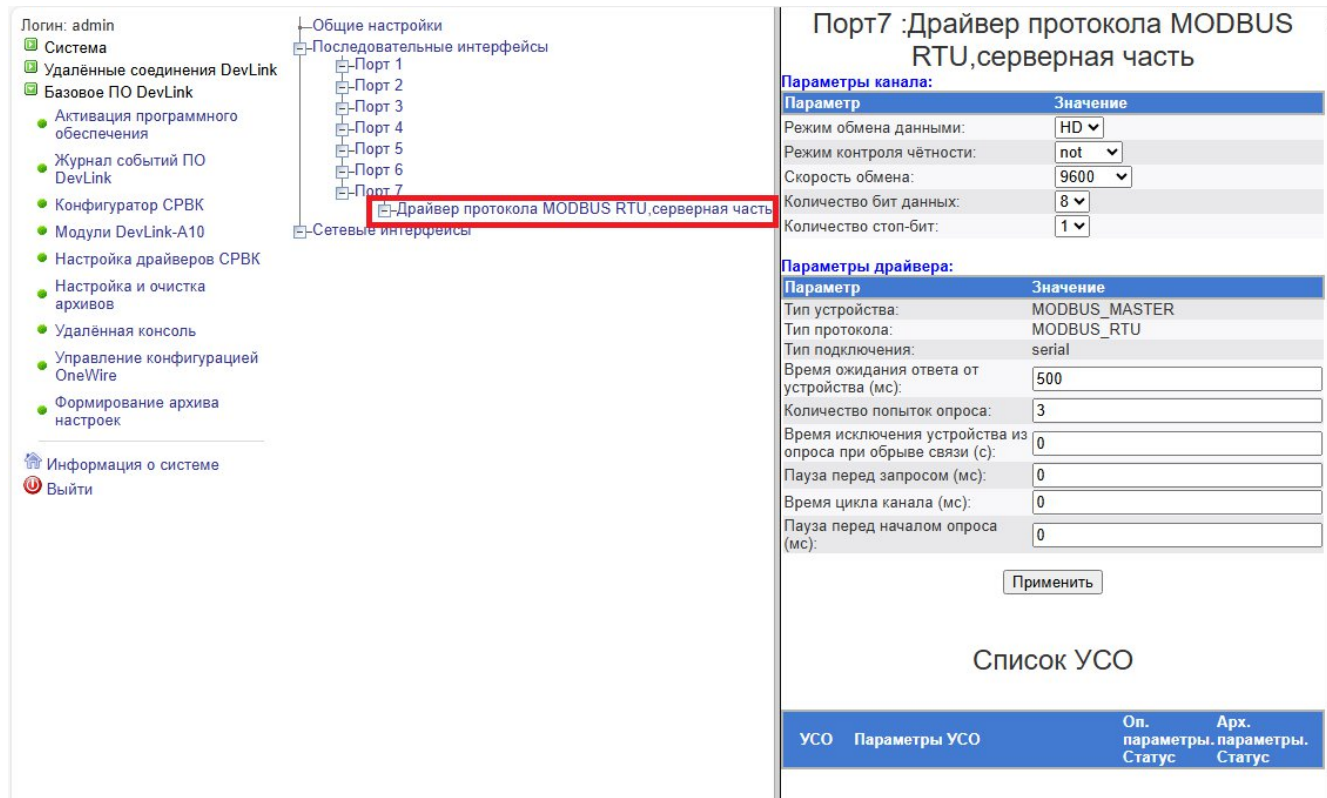 Логин: admin
Система
Удалённые соединения DevLink
Базовое ПО DevLink
Активация программного
обеспечения
Журнал событий ПО
DevLink
Конфигуратор СРВК
Модули DevLink-A10
Настройка драйверов СРВК
Настройка и очистка
архивов
Удалённая консоль
Управление конфигурацией
OneWire
Формирование архива
настроек
Информация о системе
Выйти
Общие настройки
Последовательные интерфейсы
Порт 1
Порт 2
Порт 3
Порт 4
Порт 5
Порт 6
Порт 7
Драйвер протокола MODBUS RTU,серверная часть
Сетевые интерфейсы
Порт7 :Драйвер протокола MODBUS
RTU,серверная часть
Параметры канала:
Параметр Значение
Режим обмена данными: HD
Режим контроля чётности: not
Скорость обмена: 9600
Количество бит данных: 8
Количество стоп-бит: 1
Параметры драйвера:
Параметр Значение
Тип устройства: MODBUS_MASTER
Тип протокола: MODBUS_RTU
Тип подключения: serial
Время ожидания ответа от
устройства (мс): 500
Количество попыток опроса: 3
Время исключения устройства из
опроса при обрыве связи (с): 0
Пауза перед запросом (мс): 0
Время цикла канала (мс): 0
Пауза перед началом опроса
(мс): 0
Применить
Список УСО
УСО Параметры УСО Оп. параметры. Статус Арх. параметры. Статус